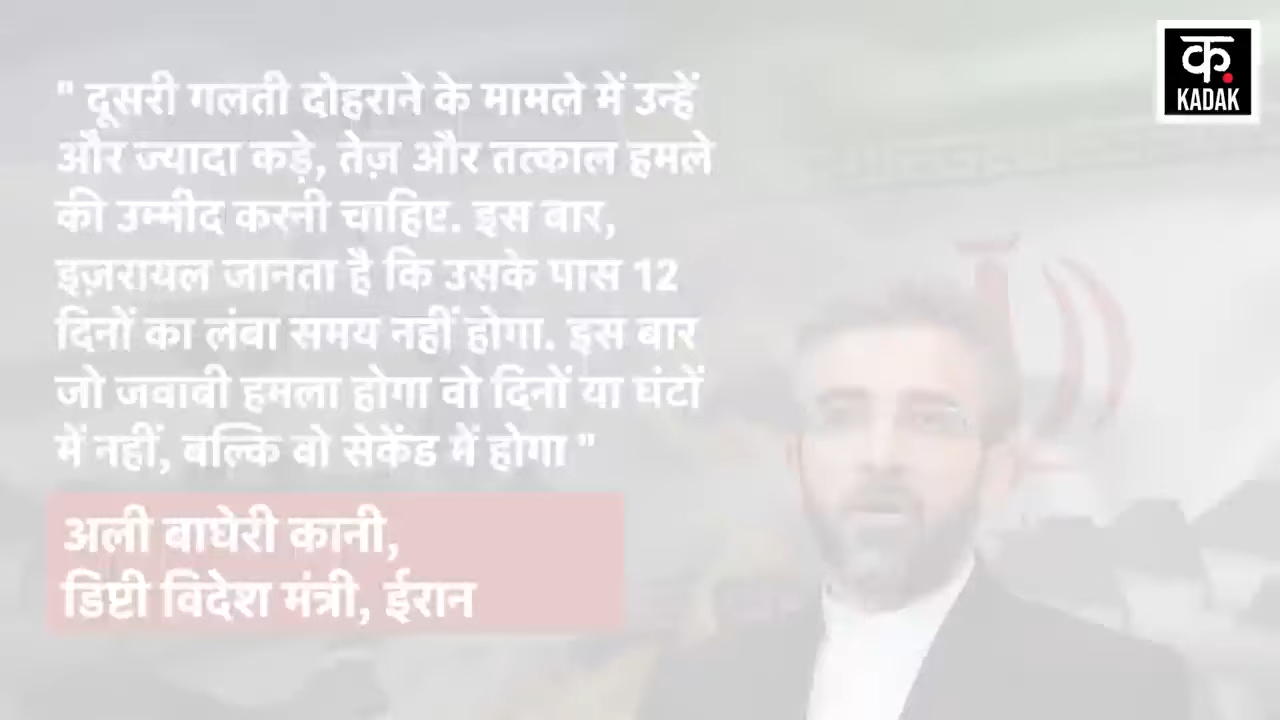 " दूसरी गलती दोहराने के मामले में उन्हें
और ज्यादा कड़े, तेज़ और तत्काल हमले
की उम्मीद करनी चाहिए. इस बार,
इज़रायल जानता है कि उसके पास 12
दिनों का लंबा समय नहीं होगा. इस बार
जो जवाबी हमला होगा वो दिनों या घंटों
में नहीं, बल्कि वो सेकेंड में होगा "
अली बाघेरी कानी,
डिप्टी विदेश मंत्री, ईरान
क.
KADAK